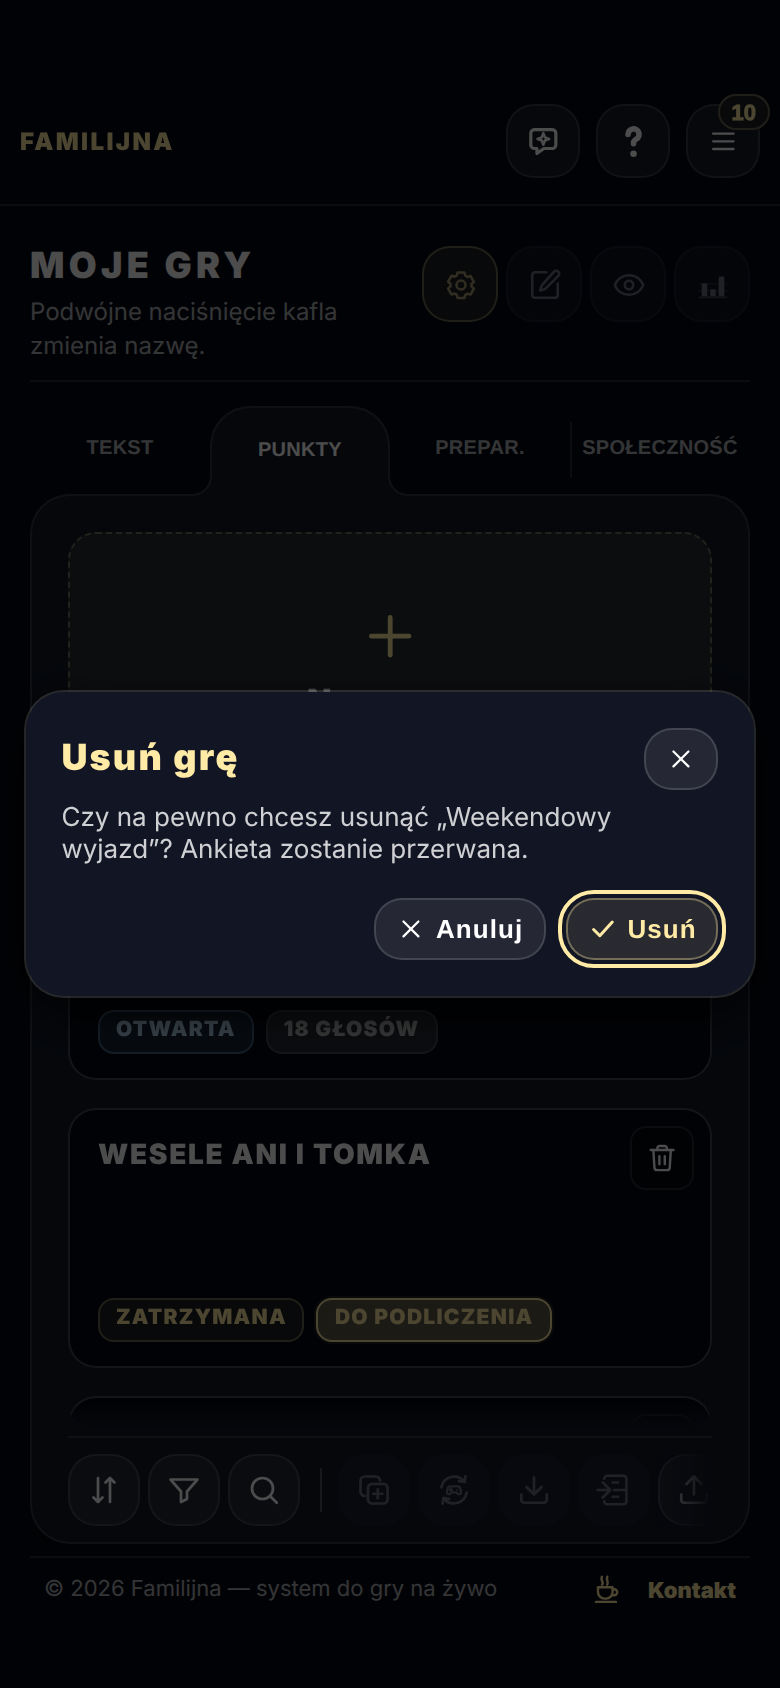 10
FAMILIJNA
MOJE GRY
Podwójne naciśnięcie kafla
zmienia nazwę.
TEKST
PUNKTY
PREPAR.
SPOŁECZNOŚĆ
Usuń grę
Czy na pewno chcesz usunąć „Weekendowy
wyjazd”? Ankieta zostanie przerwana.
Anuluj
Usuń
OTWARTA
18 GŁOSÓW
WESELE ANI I TOMKA
ZATRZYMANA
DO PODLICZENIA
© 2026 Familijna — system do gry na żywo
Kontakt